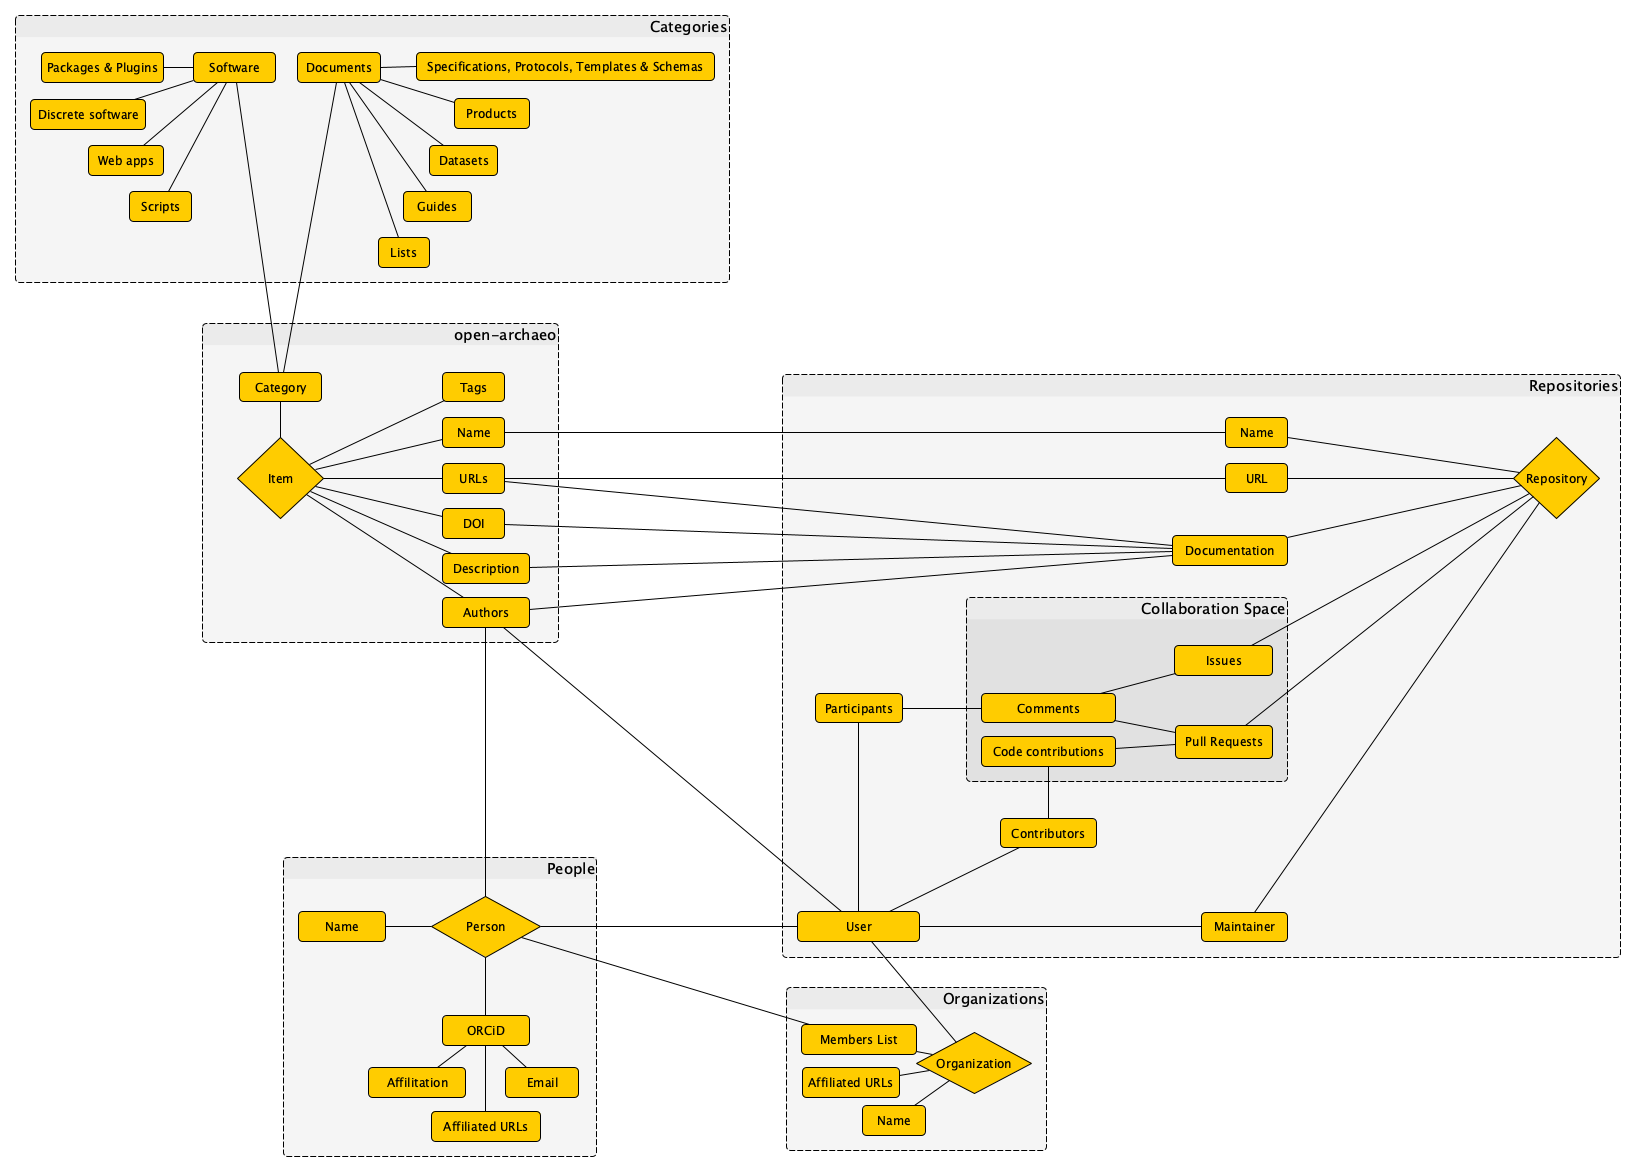 Categories
Packages & Plugins
Software
Documents
Specifications, Protocols, Templates & Schemas
Discrete software
Products
Web apps
Datasets
Scripts
Guides
Lists
open-archaeo
Category
Tags
Name
Item
URLs
DOI
Description
Authors
Repositories
Name
URL
Repository
Documentation
Collaboration Space
Issues
Participants
Comments
Pull Requests
Code contributions
Contributors
User
Maintainer
People
Name
Person
ORCiD
Affilitation
Email
Affiliated URLs
Organizations
Members List
Organization
Affiliated URLs
Name